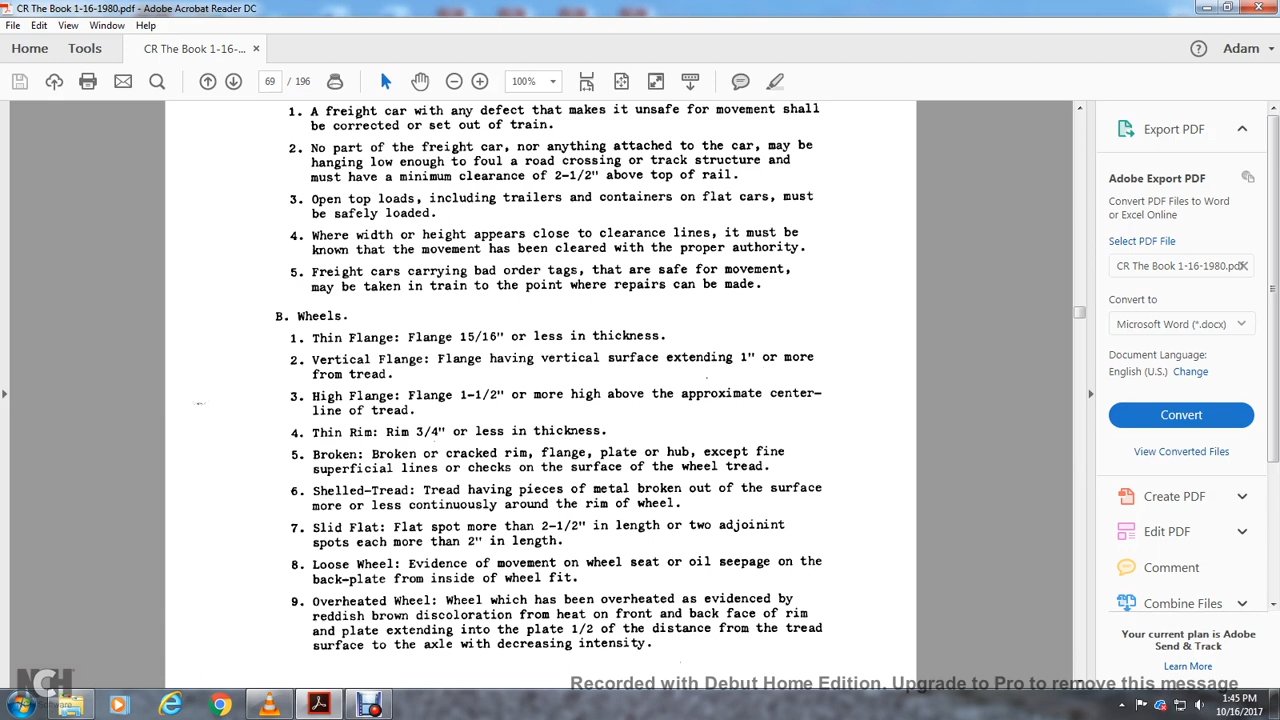 CR The Book 1-16-1980.pdf - Adobe Acrobat Reader DC
File Edit View Window Help
Home Tools CR The Book 1-16-... × Adam
69 / 196 100%
1. A freight car with any defect that makes it unsafe for movement shall
be corrected or set out of train.
2. No part of the freight car, nor anything attached to the car, may be
hanging low enough to foul a road crossing or track structure and
must have a minimum clearance of 2-1/2" above top of rail.
3. Open top loads, including trailers and containers on flat cars, must
be safely loaded.
4. Where width or height appears close to clearance lines, it must be
known that the movement has been cleared with the proper authority.
5. Freight cars carrying bad order tags, that are safe for movement,
may be taken in train to the point where repairs can be made.
B. Wheels.
1. Thin Flange: Flange 15/16" or less in thickness.
2. Vertical Flange: Flange having vertical surface extending 1" or more
from tread.
3. High Flange: Flange 1-1/2" or more high above the approximate center-
line of tread.
4. Thin Rim: Rim 3/4" or less in thickness.
5. Broken: Broken or cracked rim, flange, plate or hub, except fine
superficial lines or checks on the surface of the wheel tread.
6. Shelled-Tread: Tread having pieces of metal broken out of the surface
more or less continuously around the rim of wheel.
7. Slid Flat: Flat spot more than 2-1/2" in length or two adjoinint
spots each more than 2" in length.
8. Loose Wheel: Evidence of movement on wheel seat or oil seepage on the
back-plate from inside of wheel fit.
9. Overheated Wheel: Wheel which has been overheated as evidenced by
reddish brown discoloration from heat on front and back face of rim
and plate extending into the plate 1/2 of the distance from the tread
surface to the axle with decreasing intensity.
Export PDF
Adobe Export PDF
Convert PDF Files to Word
or Excel Online
Select PDF File
CR The Book 1-16-1980.pdf
Convert to
Microsoft Word (*.docx)
Document Language:
English (U.S.) Change
Convert
View Converted Files
Create PDF
Edit PDF
Comment
Combine Files
Your current plan is Adobe
Send & Track
Learn More
NCH Software
Recorded with Debut Home Edition. Upgrade to Pro to remove this message
1:45 PM
10/16/2017